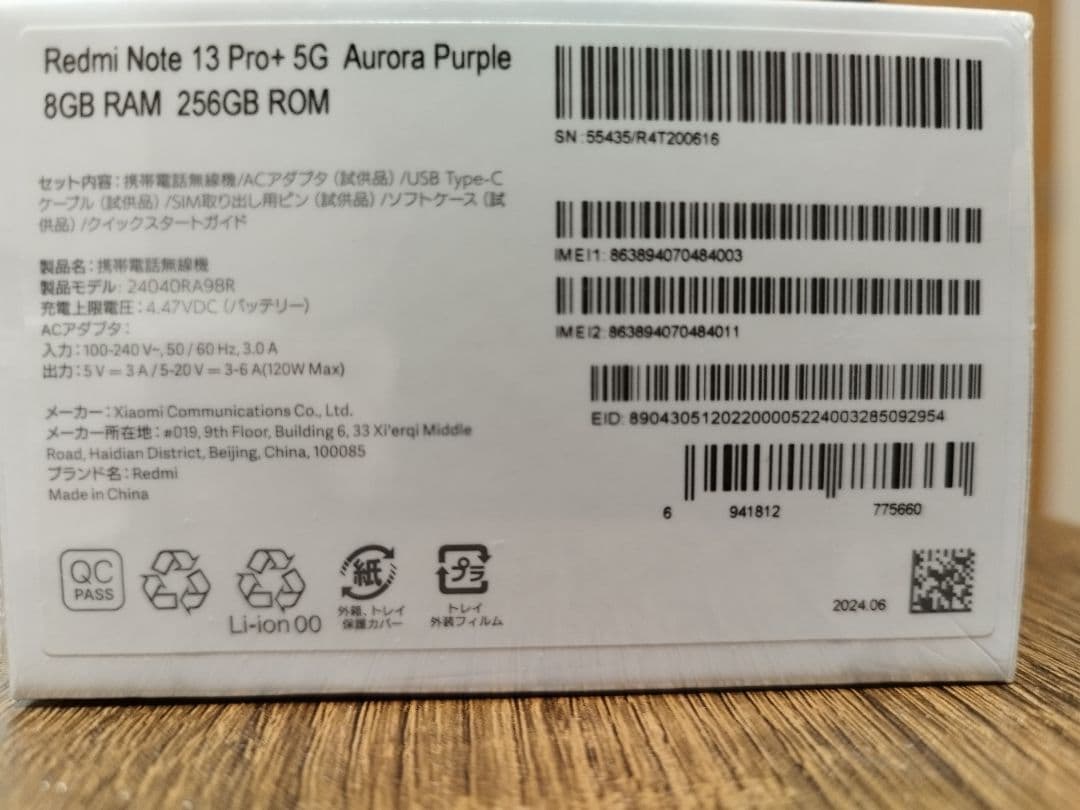 Redmi Note 13 Pro+ 5G Aurora Purple
8GB RAM 256GB ROM
セット内容：携帯電話無線機/ACアダプタ（試供品）/USB Type-C
ケーブル（試供品）/SIM取り出し用ピン（試供品）/ソフトケース（試
供品）/クイックスタートガイド
製品名：携帯電話無線機
製品モデル: 24040RA98R
充電上限電圧：4.47VDC（バッテリー）
ACアダプタ：
入力：100-240 V~, 50 / 60 Hz, 3.0 A
出力：5 V = 3 A / 5-20 V = 3-6 A(120W Max)
メーカー：Xiaomi Communications Co., Ltd.
メーカー所在地：#019, 9th Floor, Building 6, 33 Xi'erqi Middle
Road, Haidian District, Beijing, China, 100085
ブランド名：Redmi
Made in China
SN:55435/R4T200616
IMEI1: 863894070484003
IMEI2: 863894070484011
EID: 89043051202200005224003285092954
6 941812 775660
2024.06
QC
PASS
Li-ion 00
紙
外箱、トレイ
保護カバー
プラ
トレイ
外装フィルム